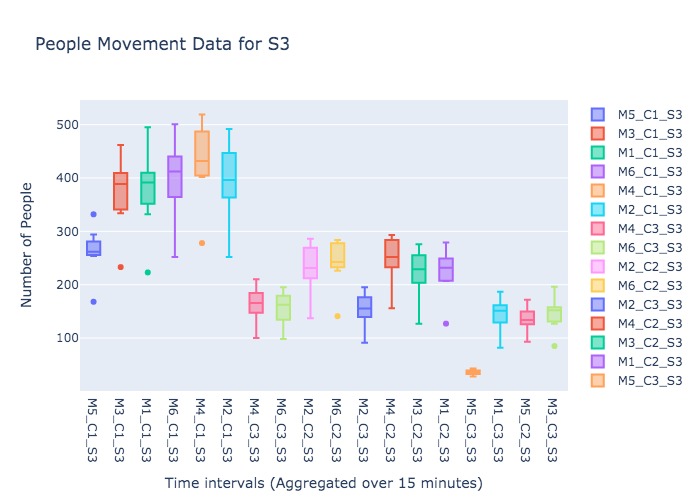 People Movement Data for S3
500
400
300
200
100
Number of People
M5_C1_S3
M3_C1_S3
M1_C1_S3
M6_C1_S3
M4_C1_S3
M2_C1_S3
M4_C3_S3
M6_C3_S3
M2_C2_S3
M6_C2_S3
M2_C3_S3
M4_C2_S3
M3_C2_S3
M1_C2_S3
M5_C3_S3
M1_C3_S3
M5_C2_S3
M3_C3_S3
Time intervals (Aggregated over 15 minutes)
M5_C1_S3
M3_C1_S3
M1_C1_S3
M6_C1_S3
M4_C1_S3
M2_C1_S3
M4_C3_S3
M6_C3_S3
M2_C2_S3
M6_C2_S3
M2_C3_S3
M4_C2_S3
M3_C2_S3
M1_C2_S3
M5_C3_S3